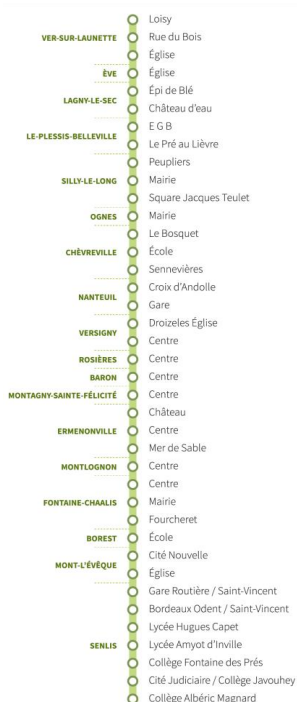 Loisy
VER-SUR-LAUNETTE Rue du Bois
Église
ÈVE Église
Épi de Blé
LAGNY-LE-SEC
Château d'eau
E G B
LE-PLESSIS-BELLEVILLE
Le Pré au Lièvre
Peupliers
SILLY-LE-LONG Mairie
Square Jacques Teulet
OGNES Mairie
Le Bosquet
CHÈVREVILLE École
Sennevières
Croix d'Andolle
NANTEUIL
Gare
Droizeles Église
VERSIGNY
Centre
ROSIÈRES Centre
BARON Centre
MONTAGNY-SAINTE-FÉLICITÉ Centre
Château
ERMENONVILLE Centre
Mer de Sable
MONTLOGNON Centre
Centre
FONTAINE-CHAALIS Mairie
Fourcheret
BOREST École
Cité Nouvelle
MONT-L'ÉVÊQUE
Église
Gare Routière / Saint-Vincent
Bordeaux Odent / Saint-Vincent
Lycée Hugues Capet
SENLIS Lycée Amyot d'Inville
Collège Fontaine des Prés
Cité Judiciaire / Collège Javouhey
Collège Albéric Magnard